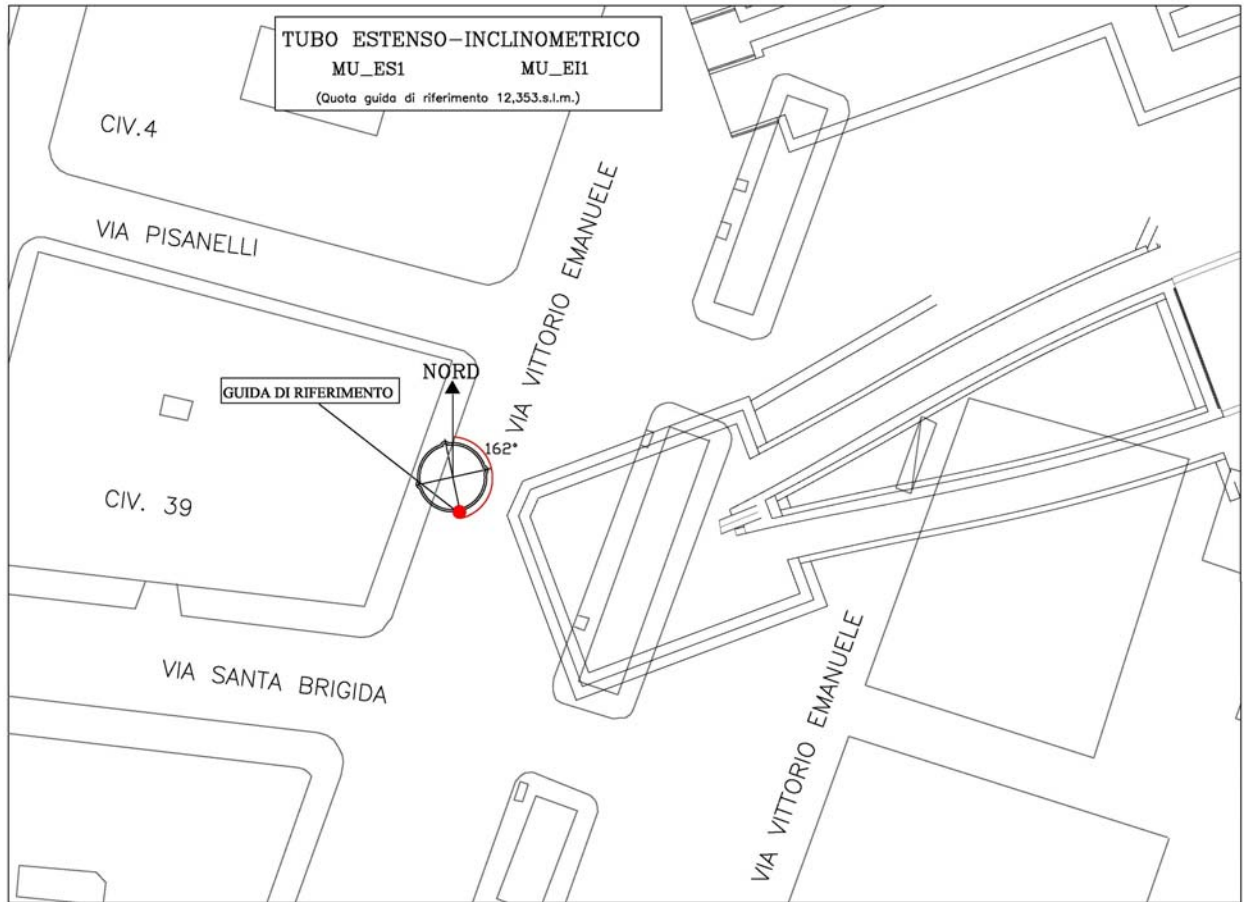 TUBO ESTENSO-INCLINOMETRICO
MU_ES1 MU_EI1
(Quota guida di riferimento 12,353.s.l.m.)
CIV.4
VIA PISANELLI
VIA VITTORIO EMANUELE
NORD
GUIDA DI RIFERIMENTO
162°
CIV. 39
VIA SANTA BRIGIDA
VIA VITTORIO EMANUELE